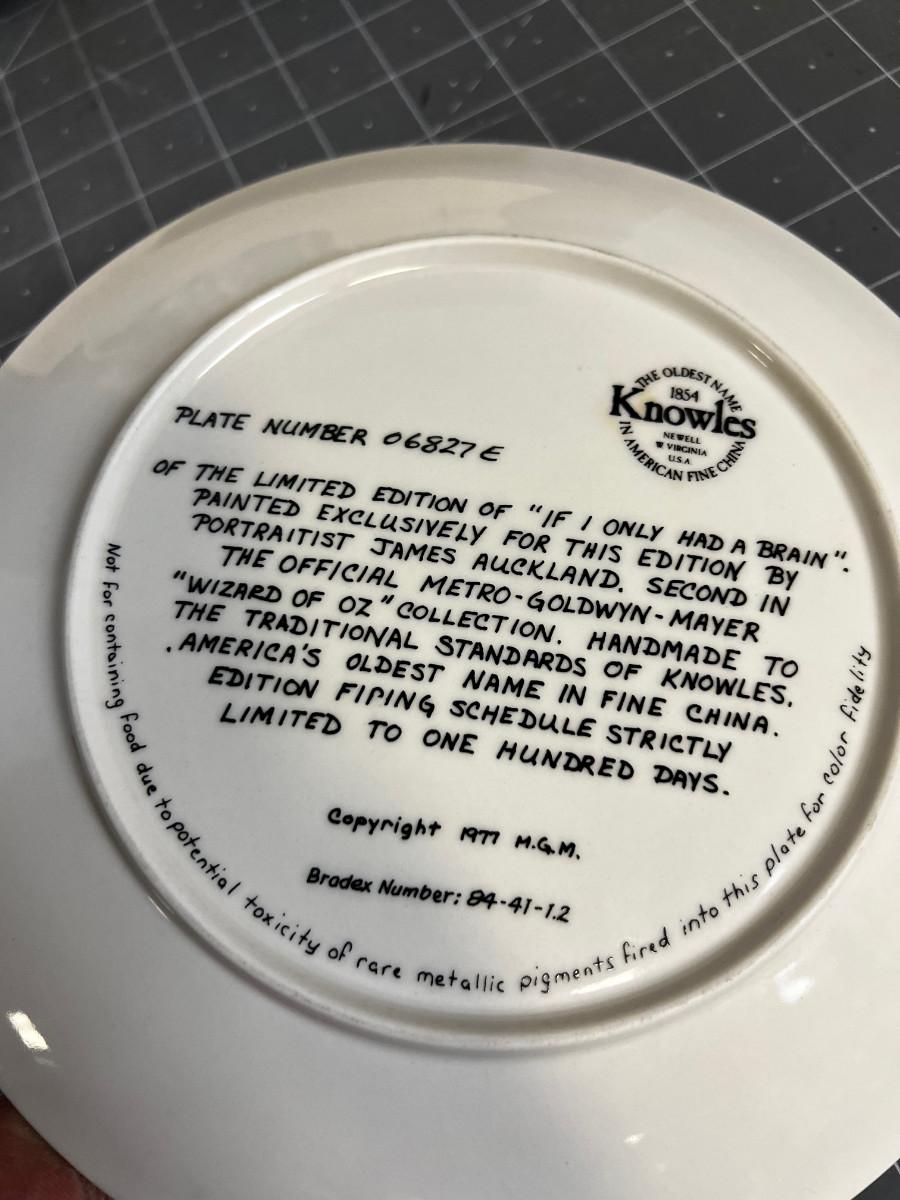 THE OLDEST NAME
1854
Knowles
NEWELL
W VIRGINIA
U.S.A.
IN AMERICAN FINE CHINA
PLATE NUMBER 06827E
OF THE LIMITED EDITION OF "IF I ONLY HAD A BRAIN".
PAINTED EXCLUSIVELY FOR THIS EDITION BY
PORTRAITIST JAMES AUCKLAND. SECOND IN
THE OFFICIAL METRO-GOLDWYN-MAYER
"WIZARD OF OZ" COLLECTION. HANDMADE TO
THE TRADITIONAL STANDARDS OF KNOWLES.
. AMERICA'S OLDEST NAME IN FINE CHINA.
EDITION FIRING SCHEDULE STRICTLY
LIMITED TO ONE HUNDRED DAYS.
Copyright 1977 M.G.M.
Bradex Number: 84-41-1.2
Not for containing food due to potential toxicity of rare metallic pigments fired into this plate for color fidelity